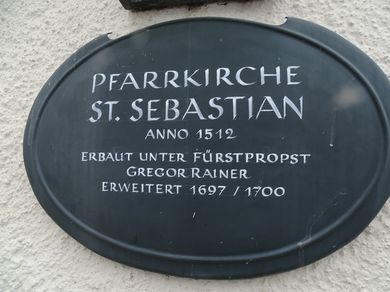 PFARRKIRCHE
ST. SEBASTIAN
ANNO 1512
ERBAUT UNTER FÜRSTPROPST
GREGOR RAINER
ERWEITERT 1697 / 1700